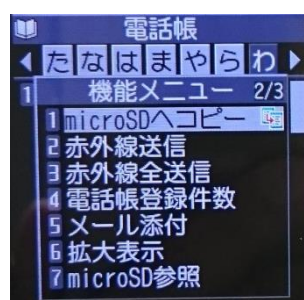 電話帳
たなはまやらわ
1 機能メニュー 2/3
1 microSDへコピー
2 赤外線送信
3 赤外線全送信
4 電話帳登録件数
5 メール添付
6 拡大表示
7 microSD参照